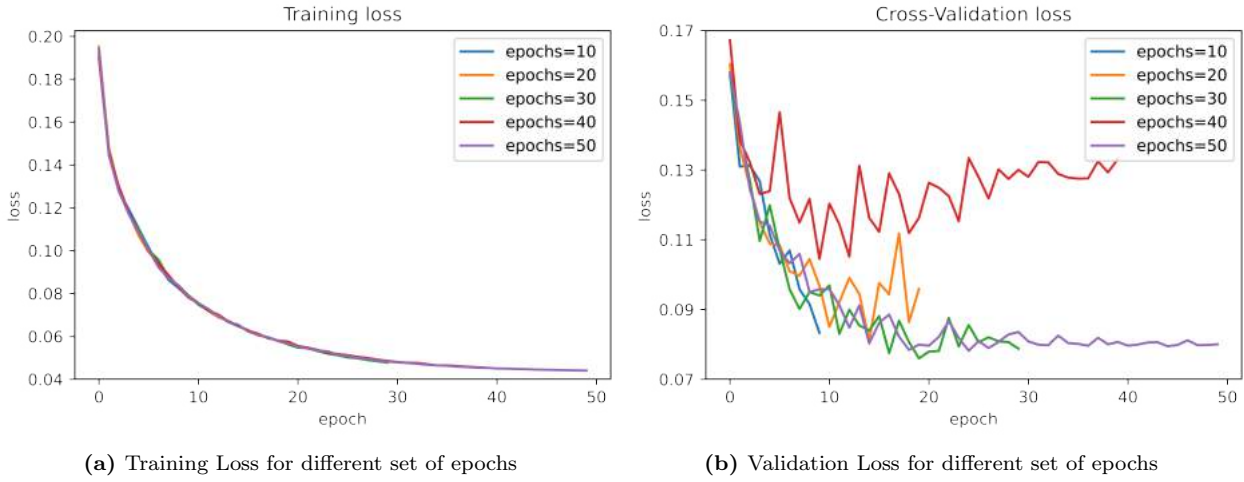 Training loss
0.20
0.18
0.16
0.14
0.12
0.10
0.08
0.06
0.04
loss
0
10
20
30
40
50
epoch
epochs=10
epochs=20
epochs=30
epochs=40
epochs=50
(a) Training Loss for different set of epochs
Cross-Validation loss
0.17
0.15
0.13
0.11
0.09
0.07
loss
0
10
20
30
40
50
epoch
epochs=10
epochs=20
epochs=30
epochs=40
epochs=50
(b) Validation Loss for different set of epochs